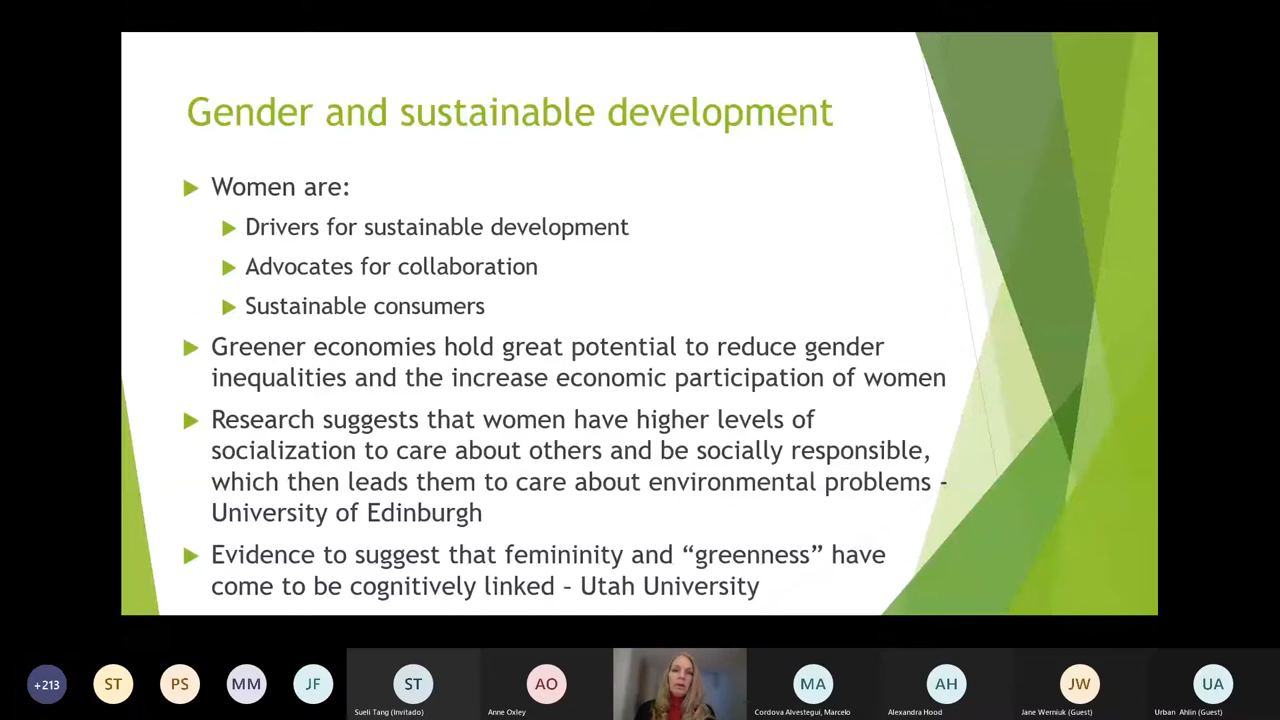 Gender and sustainable development
Women are:
Drivers for sustainable development
Advocates for collaboration
Sustainable consumers
Greener economies hold great potential to reduce gender
inequalities and the increase economic participation of women
Research suggests that women have higher levels of
socialization to care about others and be socially responsible,
which then leads them to care about environmental problems -
University of Edinburgh
Evidence to suggest that femininity and “greenness” have
come to be cognitively linked – Utah University
+213 ST PS MM JF ST AO MA AH JW UA
Sueli Tang (Invitado) Anne Oxley Cordova Alvestegui, Marcelo Alexandra Hood Jane Werniuk (Guest) Urban Ahlin (Guest)